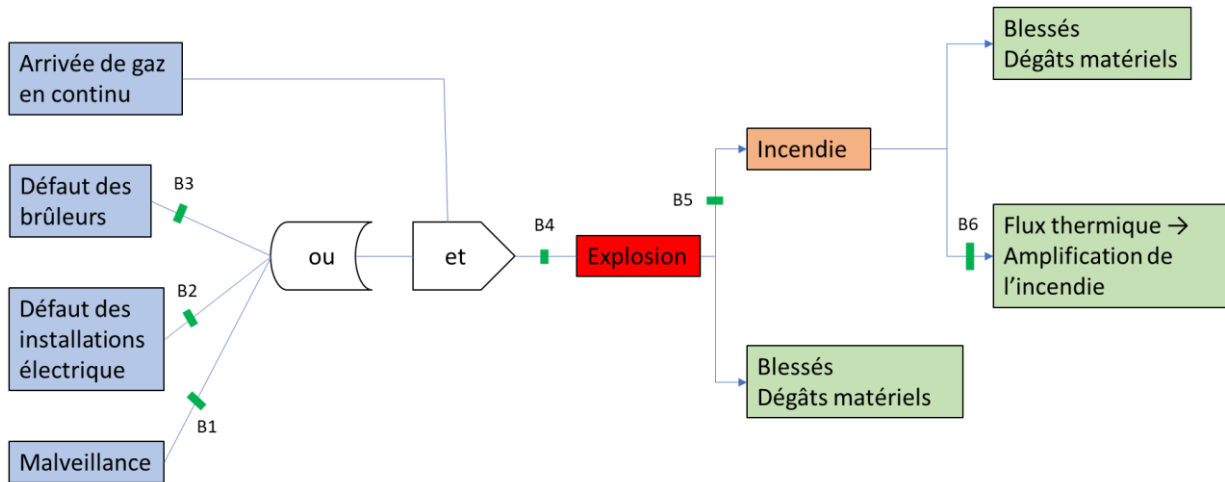 Arrivée de gaz
en continu
Défaut des
brûleurs
B3
Défaut des
installations
électrique
B2
Malveillance
B1
ou
et
B4
Explosion
B5
Incendie
Blessés
Dégâts matériels
B6
Flux thermique →
Amplification de
l’incendie
Blessés
Dégâts matériels